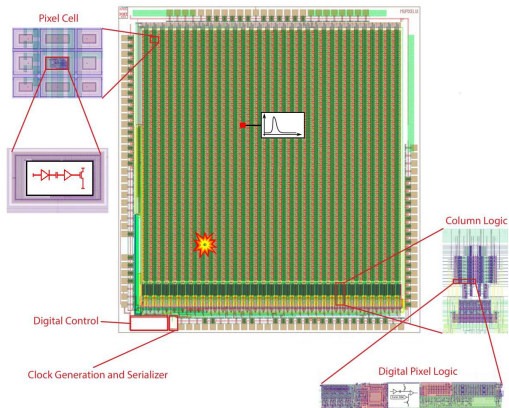 Pixel Cell
Column Logic
Digital Control
Digital Pixel Logic
Clock Generation and Serializer